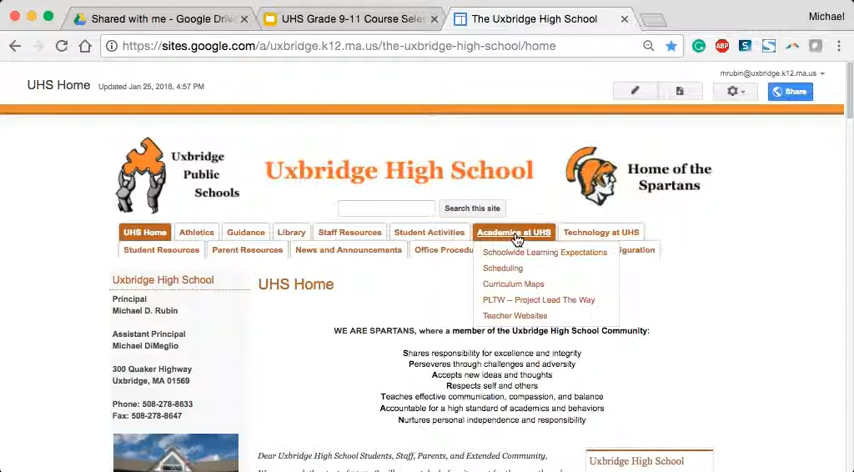 Shared with me - Google Driv
UHS Grade 9-11 Course Sele
The Uxbridge High School
Michael
https://sites.google.com/a/uxbridge.k12.ma.us/the-uxbridge-high-school/home
ABP
mrubin@uxbridge.k12.ma.us
UHS Home Updated Jan 25, 2018, 4:57 PM
Share
Uxbridge
Public
Schools
Uxbridge High School
Home of the
Spartans
Search this site
UHS Home Athletics Guidance Library Staff Resources Student Activities Academics at UHS Technology at UHS
Student Resources Parent Resources News and Announcements Office Procedu iguration
Schoolwide Learning Expectations
Scheduling
Curriculum Maps
PLTW – Project Lead The Way
Teacher Websites
Uxbridge High School
Principal
Michael D. Rubin
Assistant Principal
Michael DiMeglio
300 Quaker Highway
Uxbridge, MA 01569
Phone: 508-278-8633
Fax: 508-278-8647
UHS Home
WE ARE SPARTANS, where a member of the Uxbridge High School Community:
Shares responsibility for excellence and integrity
Perseveres through challenges and adversity
Accepts new ideas and thoughts
Respects self and others
Teaches effective communication, compassion, and balance
Accountable for a high standard of academics and behaviors
Nurtures personal independence and responsibility
Dear Uxbridge High School Students, Staff, Parents, and Extended Community,
Uxbridge High School